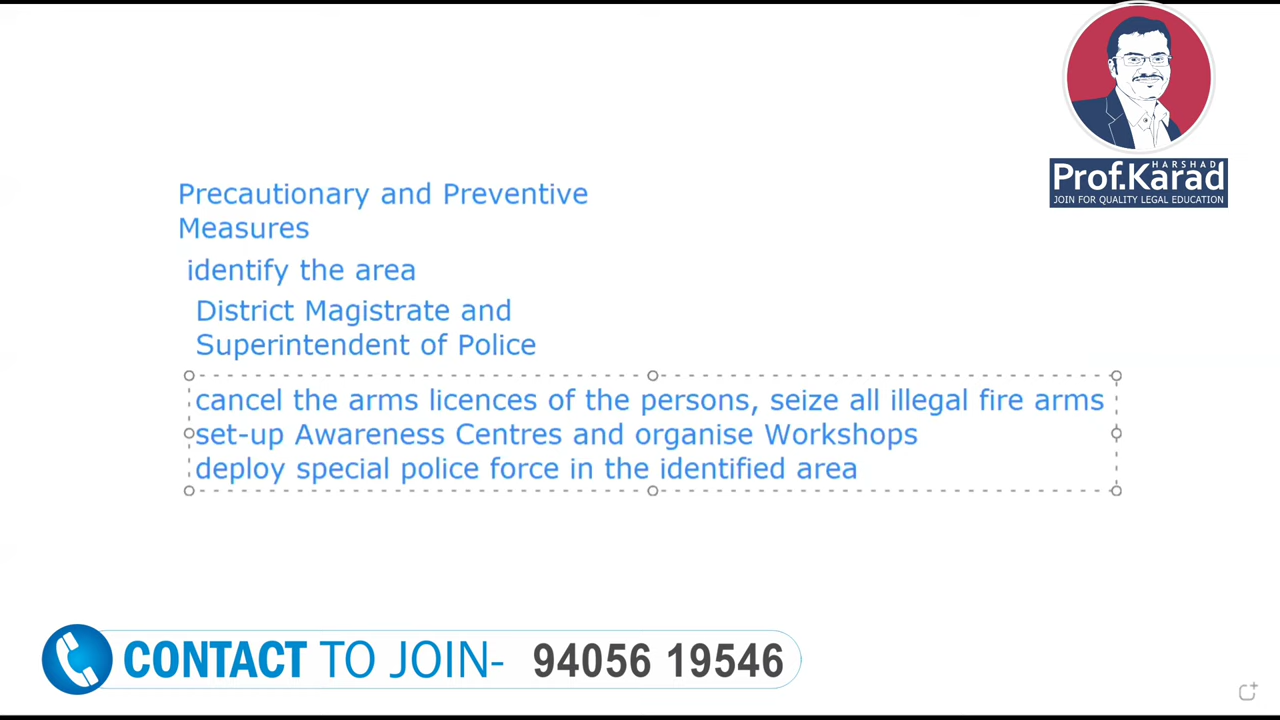 HARSHAD
Prof.Karad
JOIN FOR QUALITY LEGAL EDUCATION
Precautionary and Preventive
Measures
identify the area
District Magistrate and
Superintendent of Police
cancel the arms licences of the persons, seize all illegal fire arms
set-up Awareness Centres and organise Workshops
deploy special police force in the identified area
CONTACT TO JOIN- 94056 19546